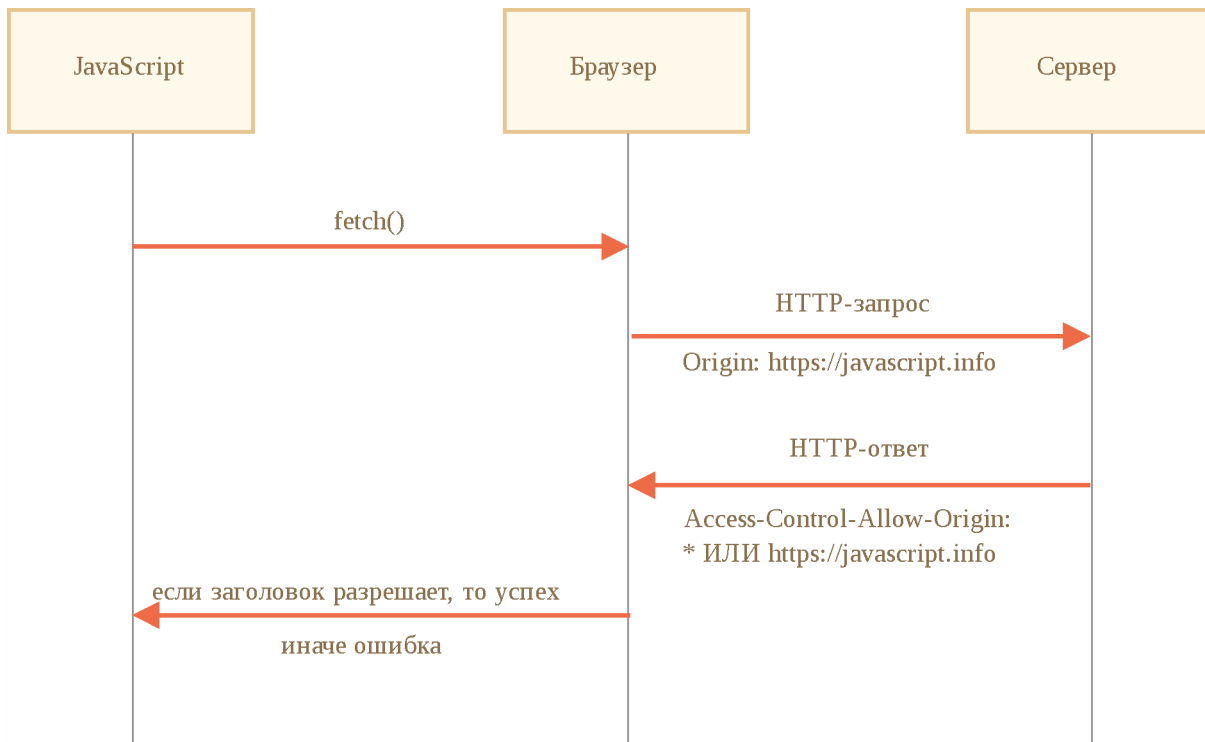 JavaScript
Браузер
Сервер
fetch()
HTTP-запрос
Origin: https://javascript.info
HTTP-ответ
Access-Control-Allow-Origin:
* ИЛИ https://javascript.info
если заголовок разрешает, то успех
иначе ошибка